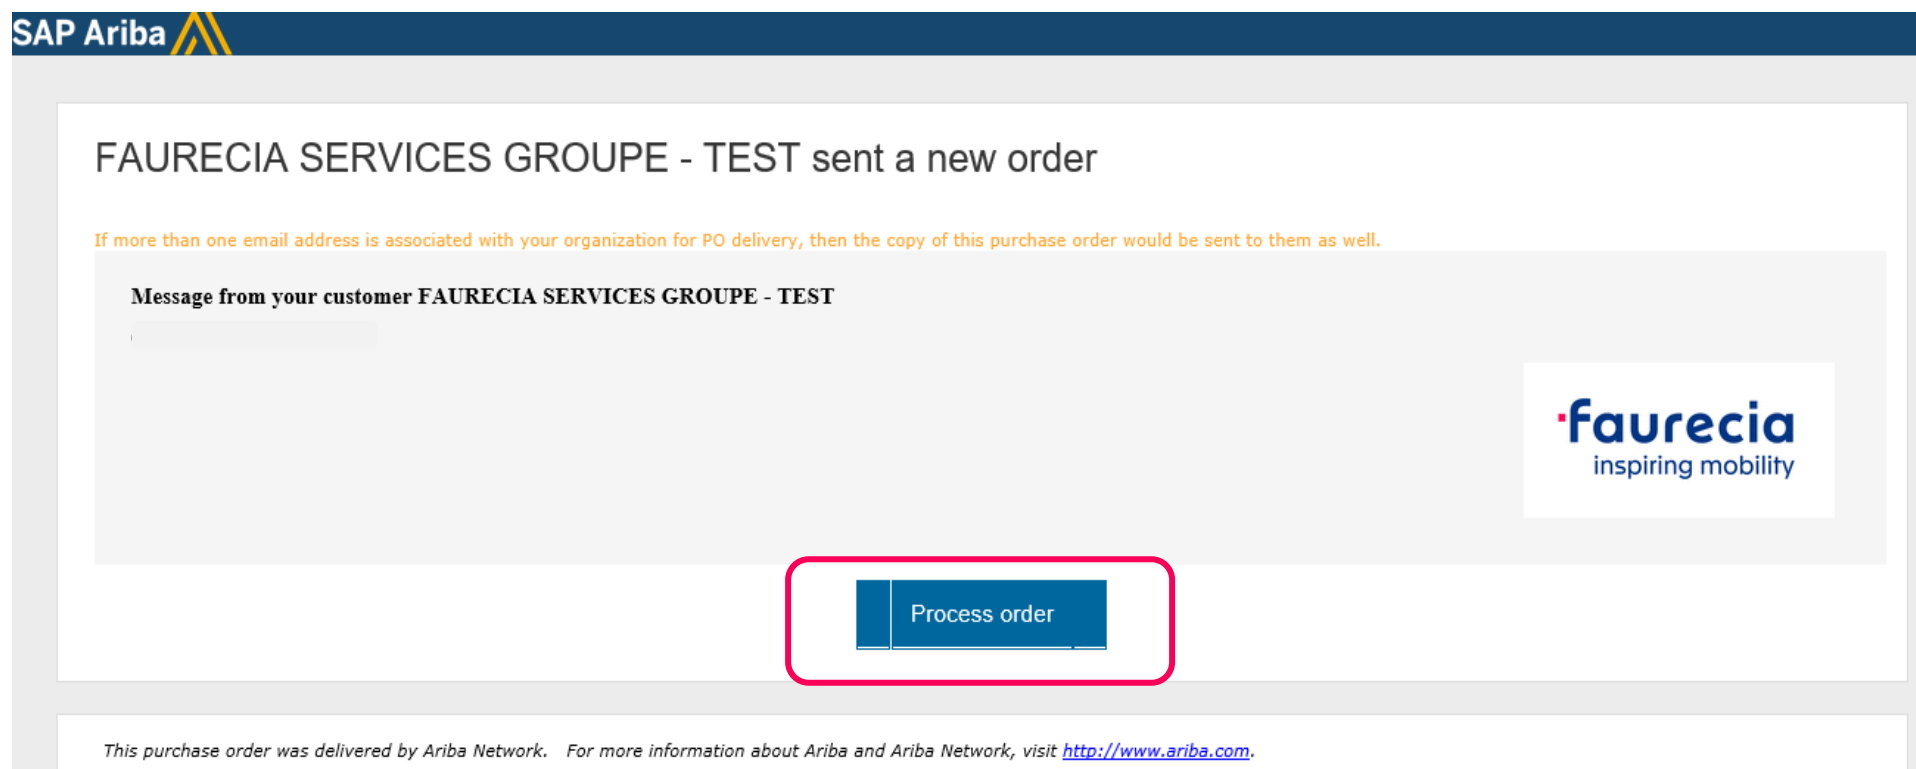 SAP Ariba
FAURECIA SERVICES GROUPE - TEST sent a new order
If more than one email address is associated with your organization for PO delivery, then the copy of this purchase order would be sent to them as well.
Message from your customer FAURECIA SERVICES GROUPE - TEST
faurecia
inspiring mobility
Process order
This purchase order was delivered by Ariba Network. For more information about Ariba and Ariba Network, visit http://www.ariba.com.